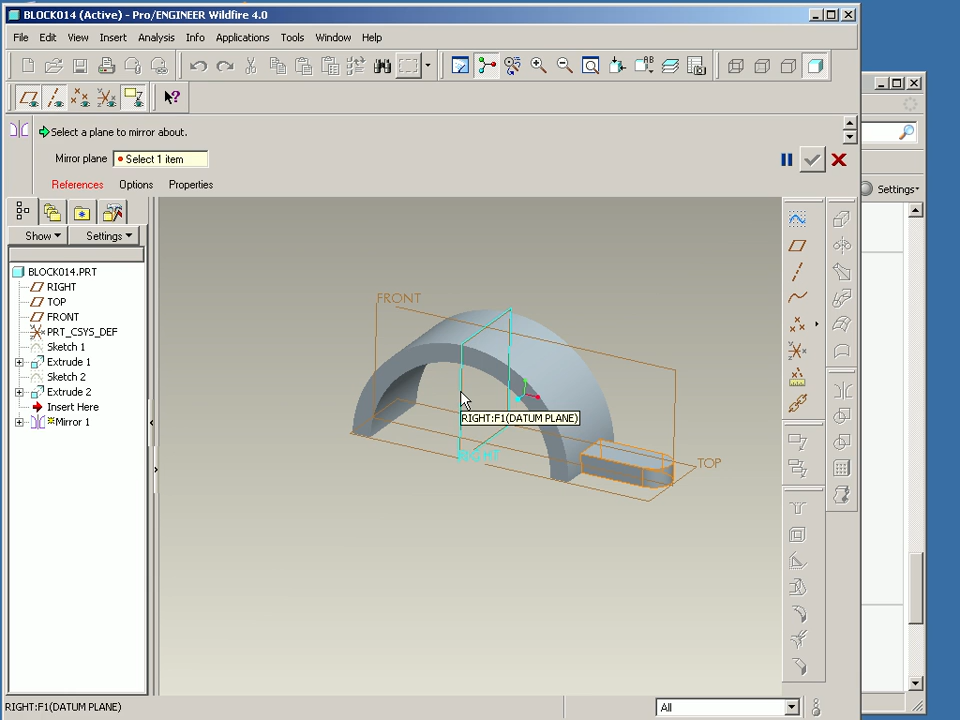 BLOCK014 (Active) - Pro/ENGINEER Wildfire 4.0
File Edit View Insert Analysis Info Applications Tools Window Help
Select a plane to mirror about.
Mirror plane Select 1 item
References Options Properties
Settings
Show Settings
BLOCK014.PRT
RIGHT
TOP
FRONT
PRT_CSYS_DEF
Sketch 1
Extrude 1
Sketch 2
Extrude 2
Insert Here
Mirror 1
FRONT
RIGHT:F1(DATUM PLANE)
RIGHT
TOP
RIGHT:F1(DATUM PLANE)
All